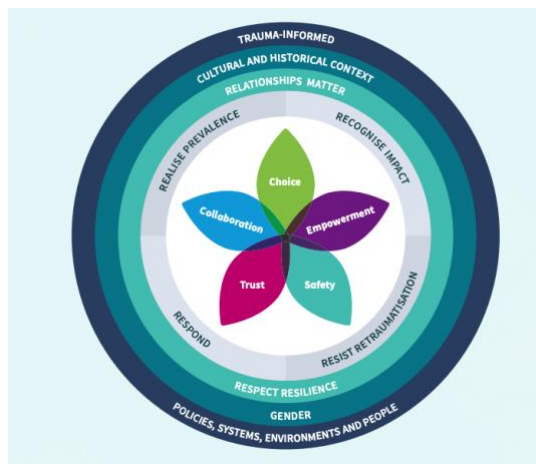 TRAUMA-INFORMED
CULTURAL AND HISTORICAL CONTEXT
RELATIONSHIPS MATTER
REALISE PREVALENCE
RECOGNISE IMPACT
Choice
Collaboration
Empowerment
Trust
Safety
RESPOND
RESIST RETRAUMATISATION
RESPECT RESILIENCE
GENDER
POLICIES, SYSTEMS, ENVIRONMENTS AND PEOPLE